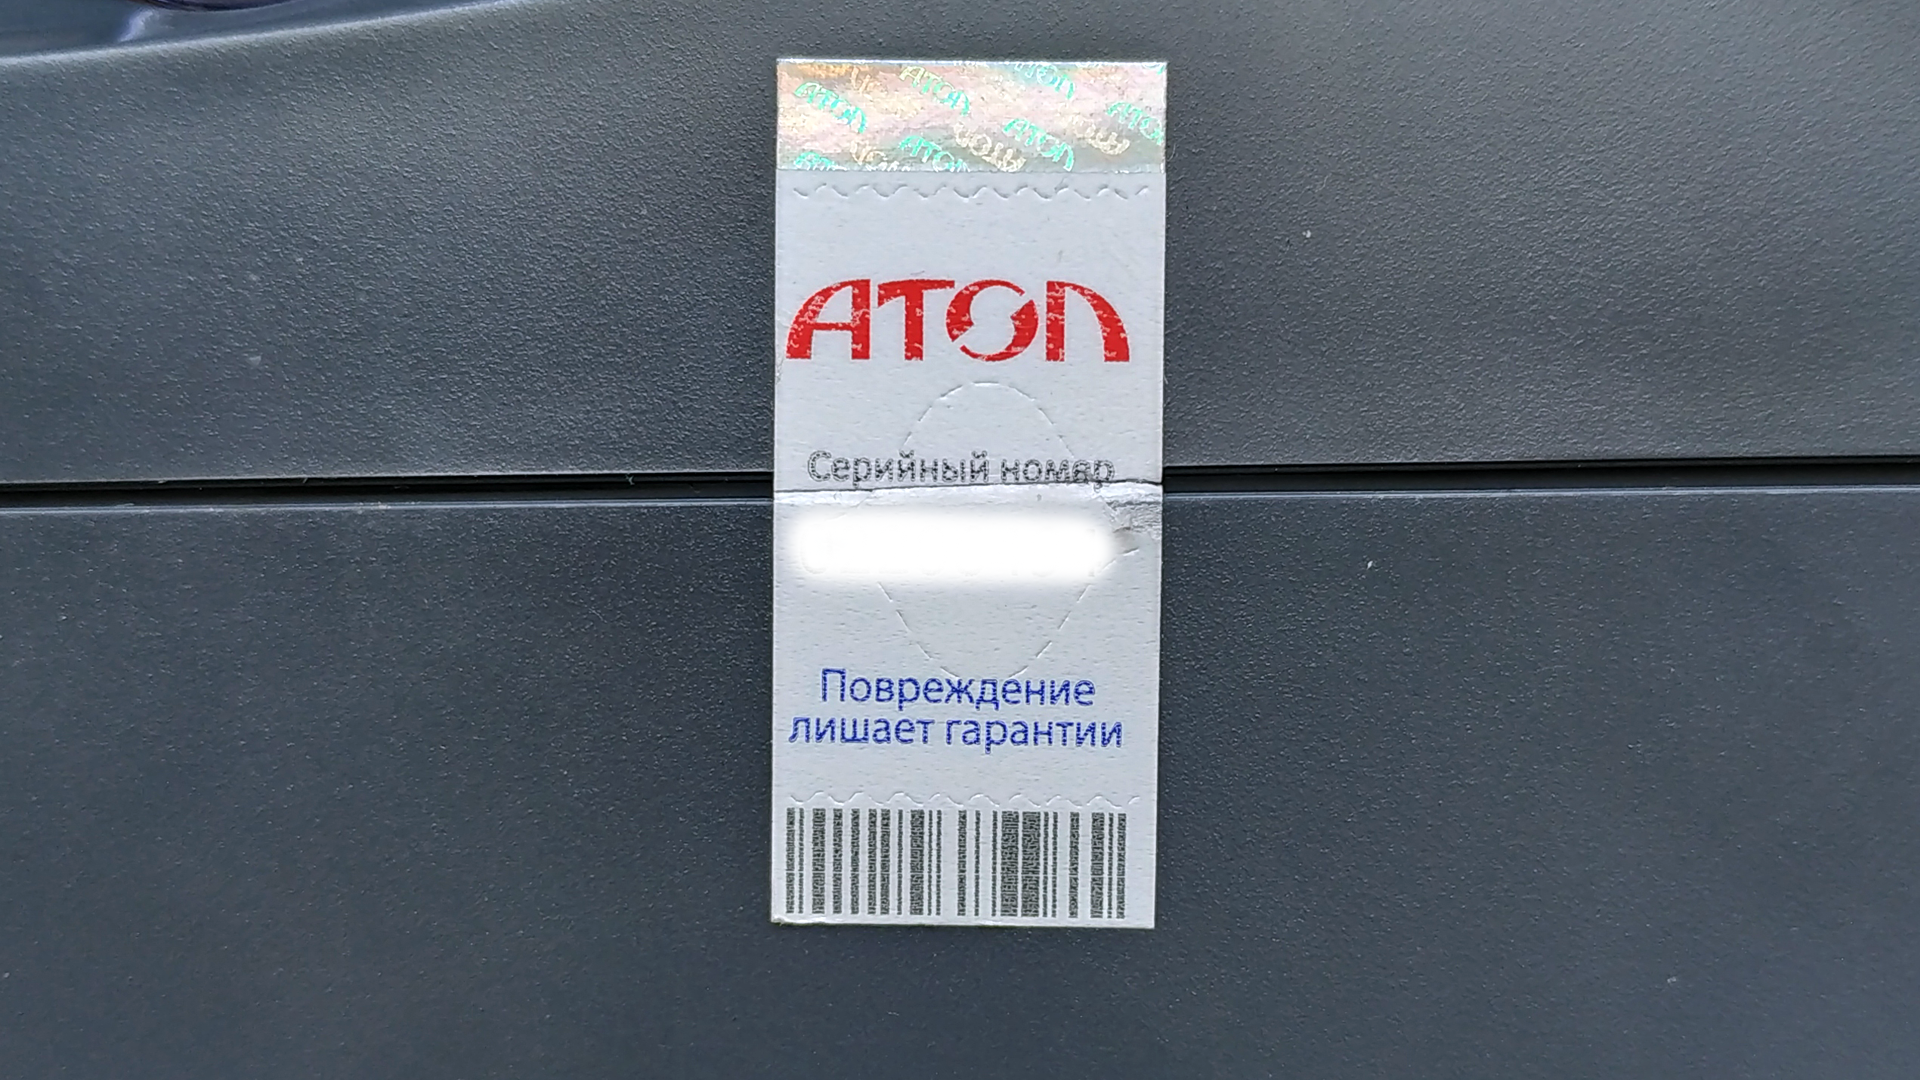 АТОЛ
Серийный номер
Повреждение
лишает гарантии